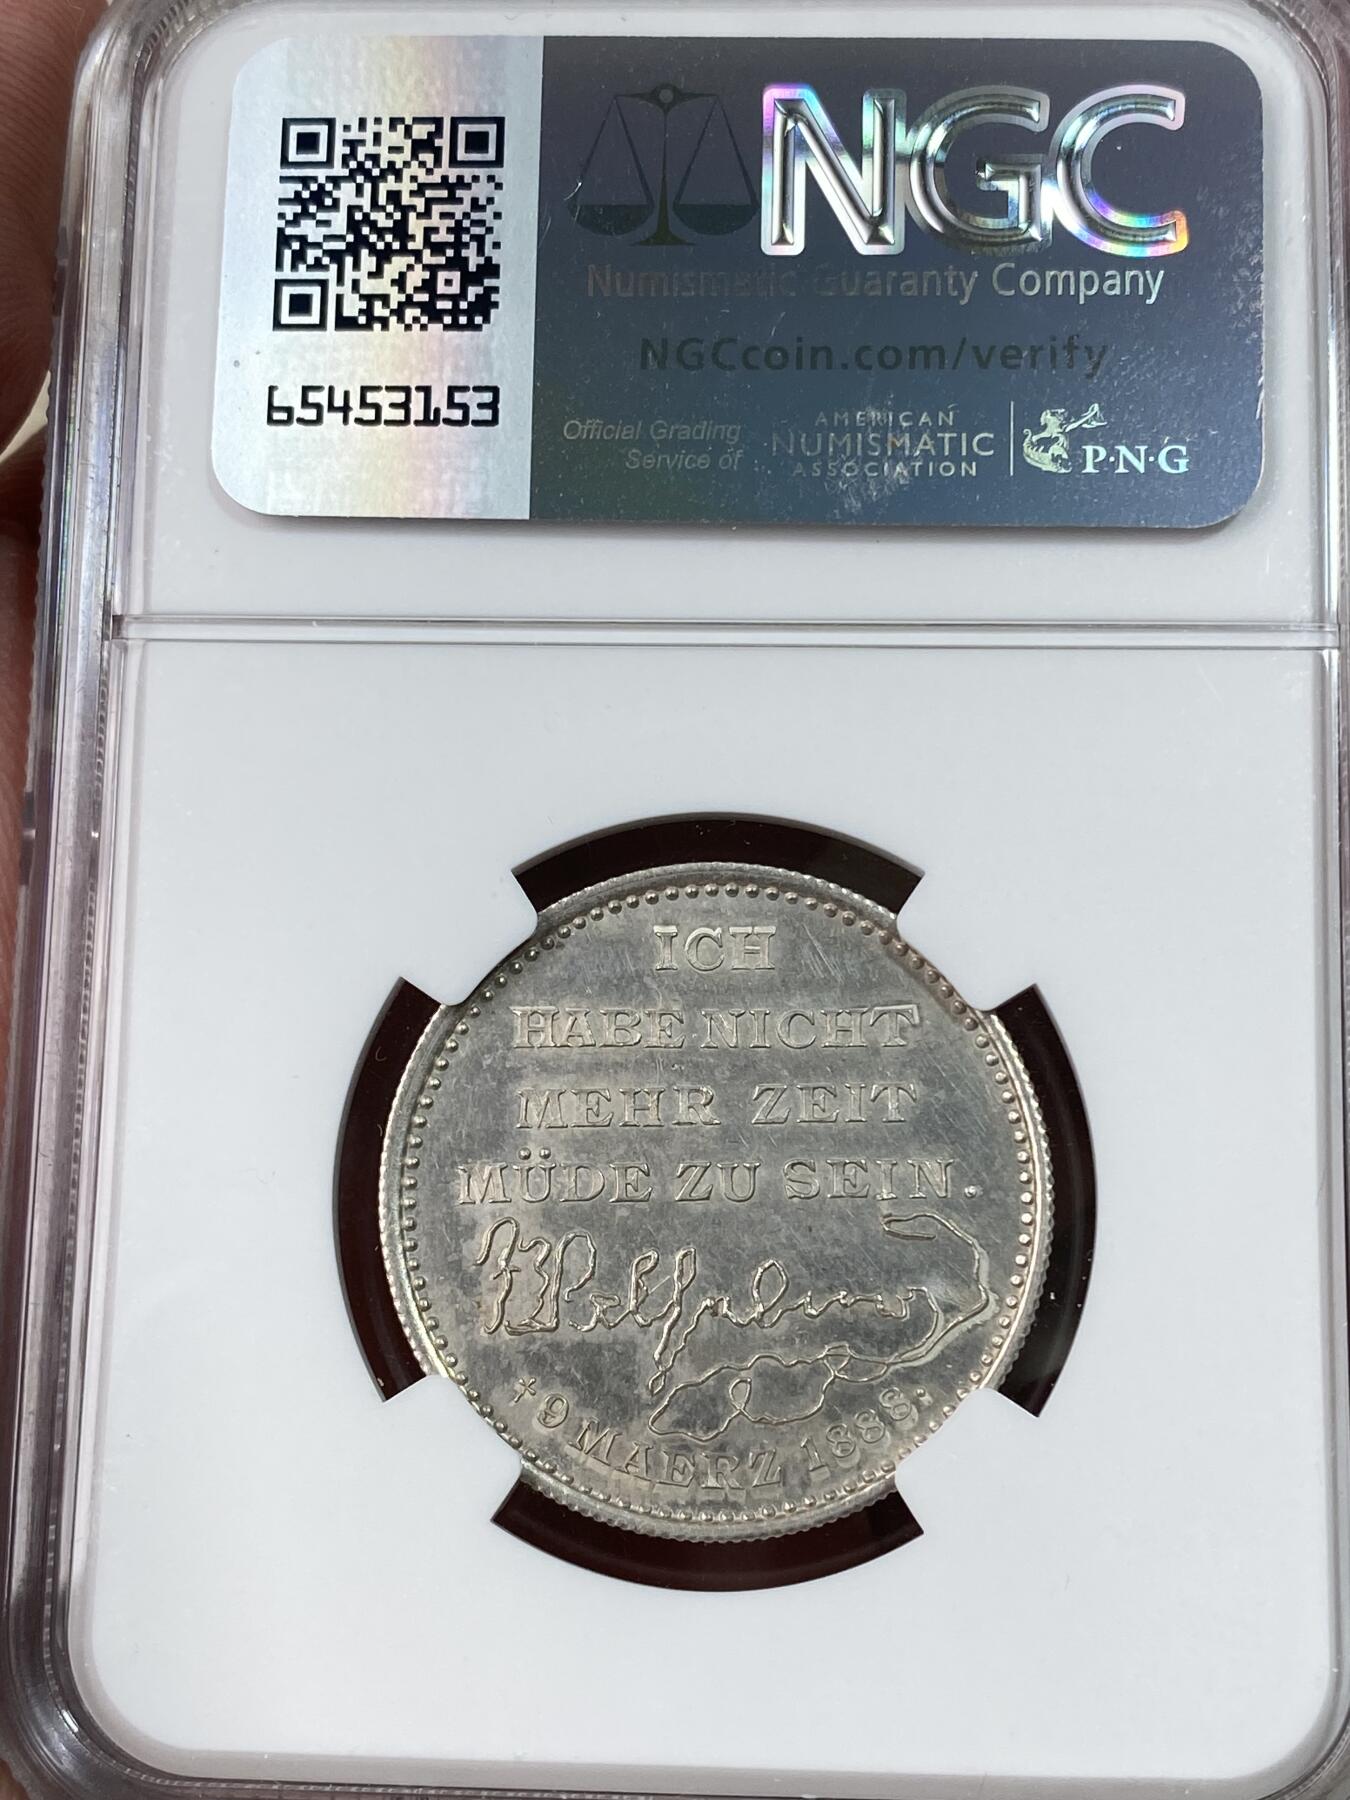 NGC
Numismatic Guaranty Company
NGCcoin.com/verify
65453153
Official Grading
Service of
AMERICAN
NUMISMATIC
ASSOCIATION
P·N·G
ICH
HABE NICHT
MEHR ZEIT
MÜDE ZU SEIN.
Wilhelm
+ 9 MAERZ 1888.